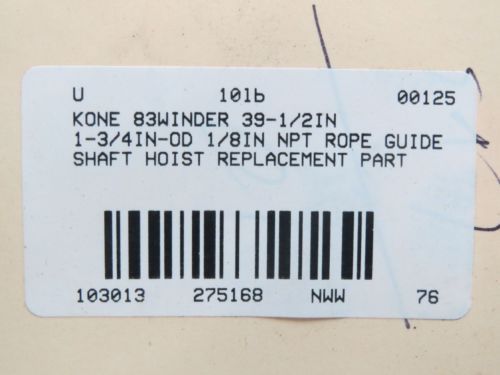 U 10lb 00125
KONE 83WINDER 39-1/2IN
1-3/4IN-OD 1/8IN NPT ROPE GUIDE
SHAFT HOIST REPLACEMENT PART
103013 275168 NWW 76